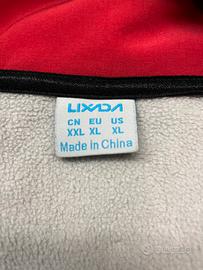 LIXADA
CN EU US
XXL XL XL
Made in China